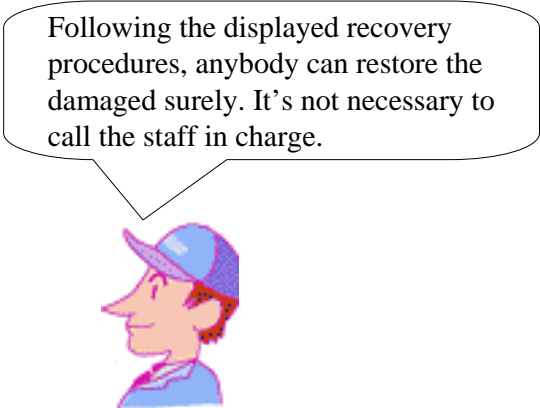 Following the displayed recovery
procedures, anybody can restore the
damaged surely. It’s not necessary to
call the staff in charge.